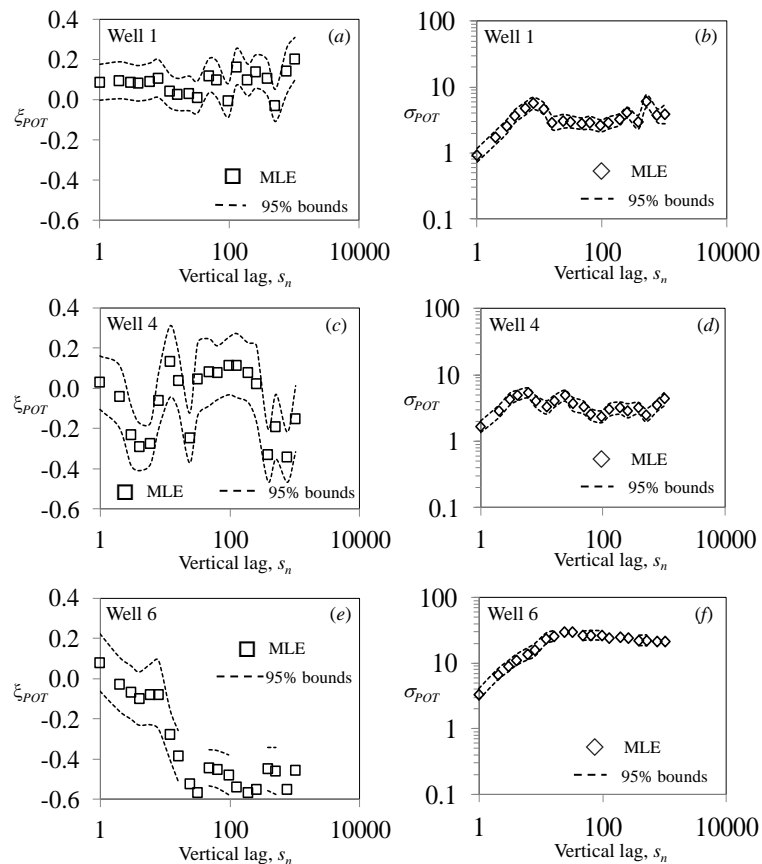 Well 1 (a)
0.4
0.2
0.0
-0.2
-0.4
-0.6
ξPOT
MLE
95% bounds
1 100 10000
Vertical lag, sn
Well 1 (b)
100
10
1
0.1
σPOT
MLE
95% bounds
1 100 10000
Vertical lag, sn
Well 4 (c)
0.4
0.2
0.0
-0.2
-0.4
-0.6
ξPOT
MLE 95% bounds
1 100 10000
Vertical lag, sn
Well 4 (d)
100
10
1
0.1
σPOT
MLE
95% bounds
1 100 10000
Vertical lag, sn
Well 6 (e)
0.4
0.2
0.0
-0.2
-0.4
-0.6
ξPOT
MLE
95% bounds
1 100 10000
Vertical lag, sn
Well 6 (f)
100
10
1
0.1
σPOT
MLE
95% bounds
1 100 10000
Vertical lag, sn